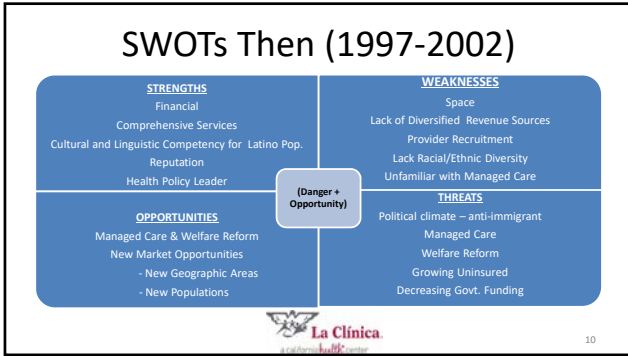 SWOTs Then (1997-2002)
STRENGTHS
Financial
Comprehensive Services
Cultural and Linguistic Competency for Latino Pop.
Reputation
Health Policy Leader
WEAKNESSES
Space
Lack of Diversified Revenue Sources
Provider Recruitment
Lack Racial/Ethnic Diversity
Unfamiliar with Managed Care
(Danger +
Opportunity)
OPPORTUNITIES
Managed Care & Welfare Reform
New Market Opportunities
- New Geographic Areas
- New Populations
THREATS
Political climate – anti-immigrant
Managed Care
Welfare Reform
Growing Uninsured
Decreasing Govt. Funding
La Clínica.
a california health center
10